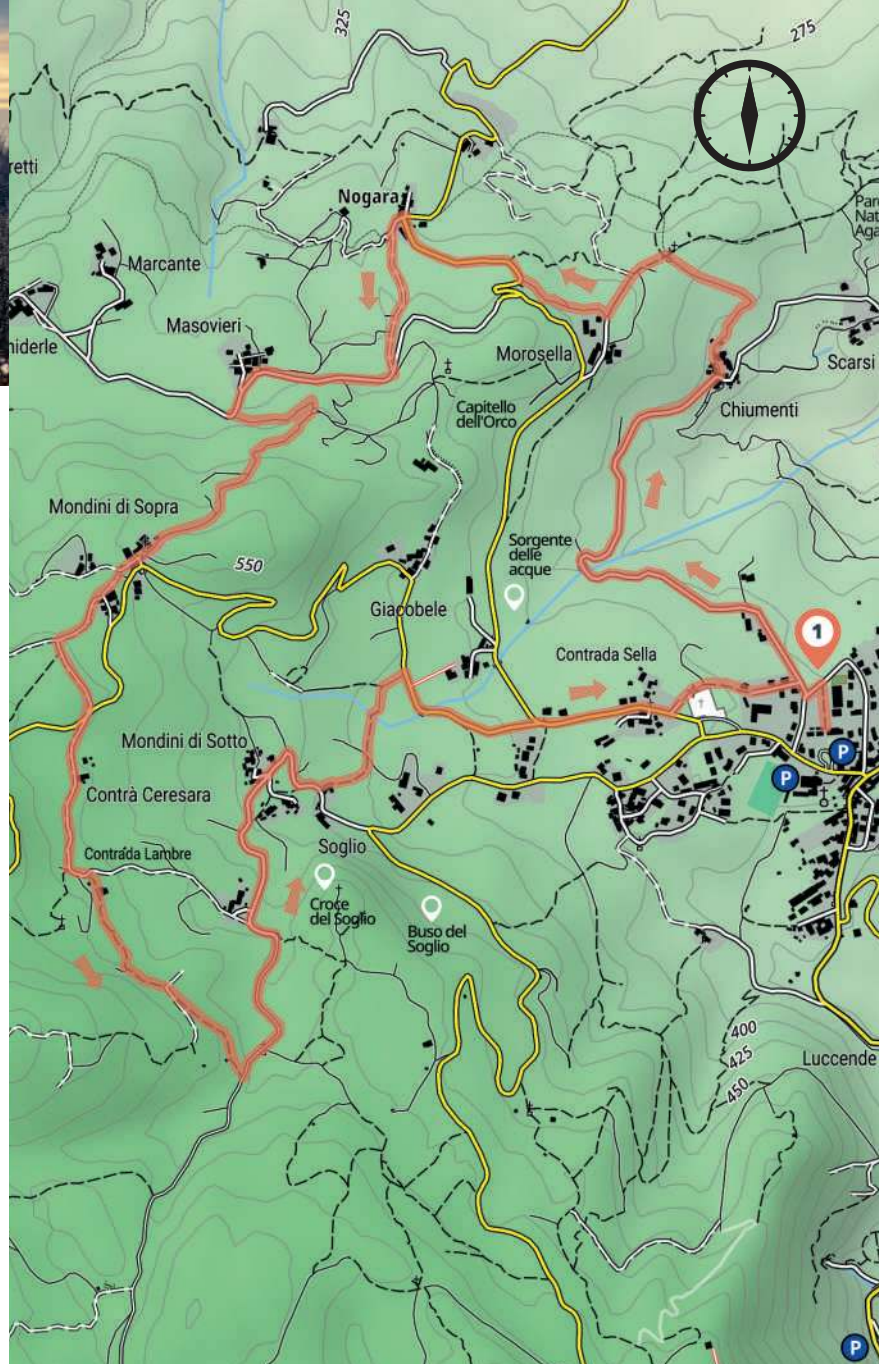 325
275
retti
Nogara
Parc
Nat
Aga
Marcante
Masovieri
hiderle
Morosella
Scarsi
Capitello
dell'Orco
Chiumenti
Mondini di Sopra
Sorgente
delle
acque
550
Giacobele
1
Contrada Sella
Mondini di Sotto
P
P
Contrà Ceresara
Soglio
Contrada Lambre
Croce
del Soglio
Buso del
Soglio
400
425
450
Luccende
P